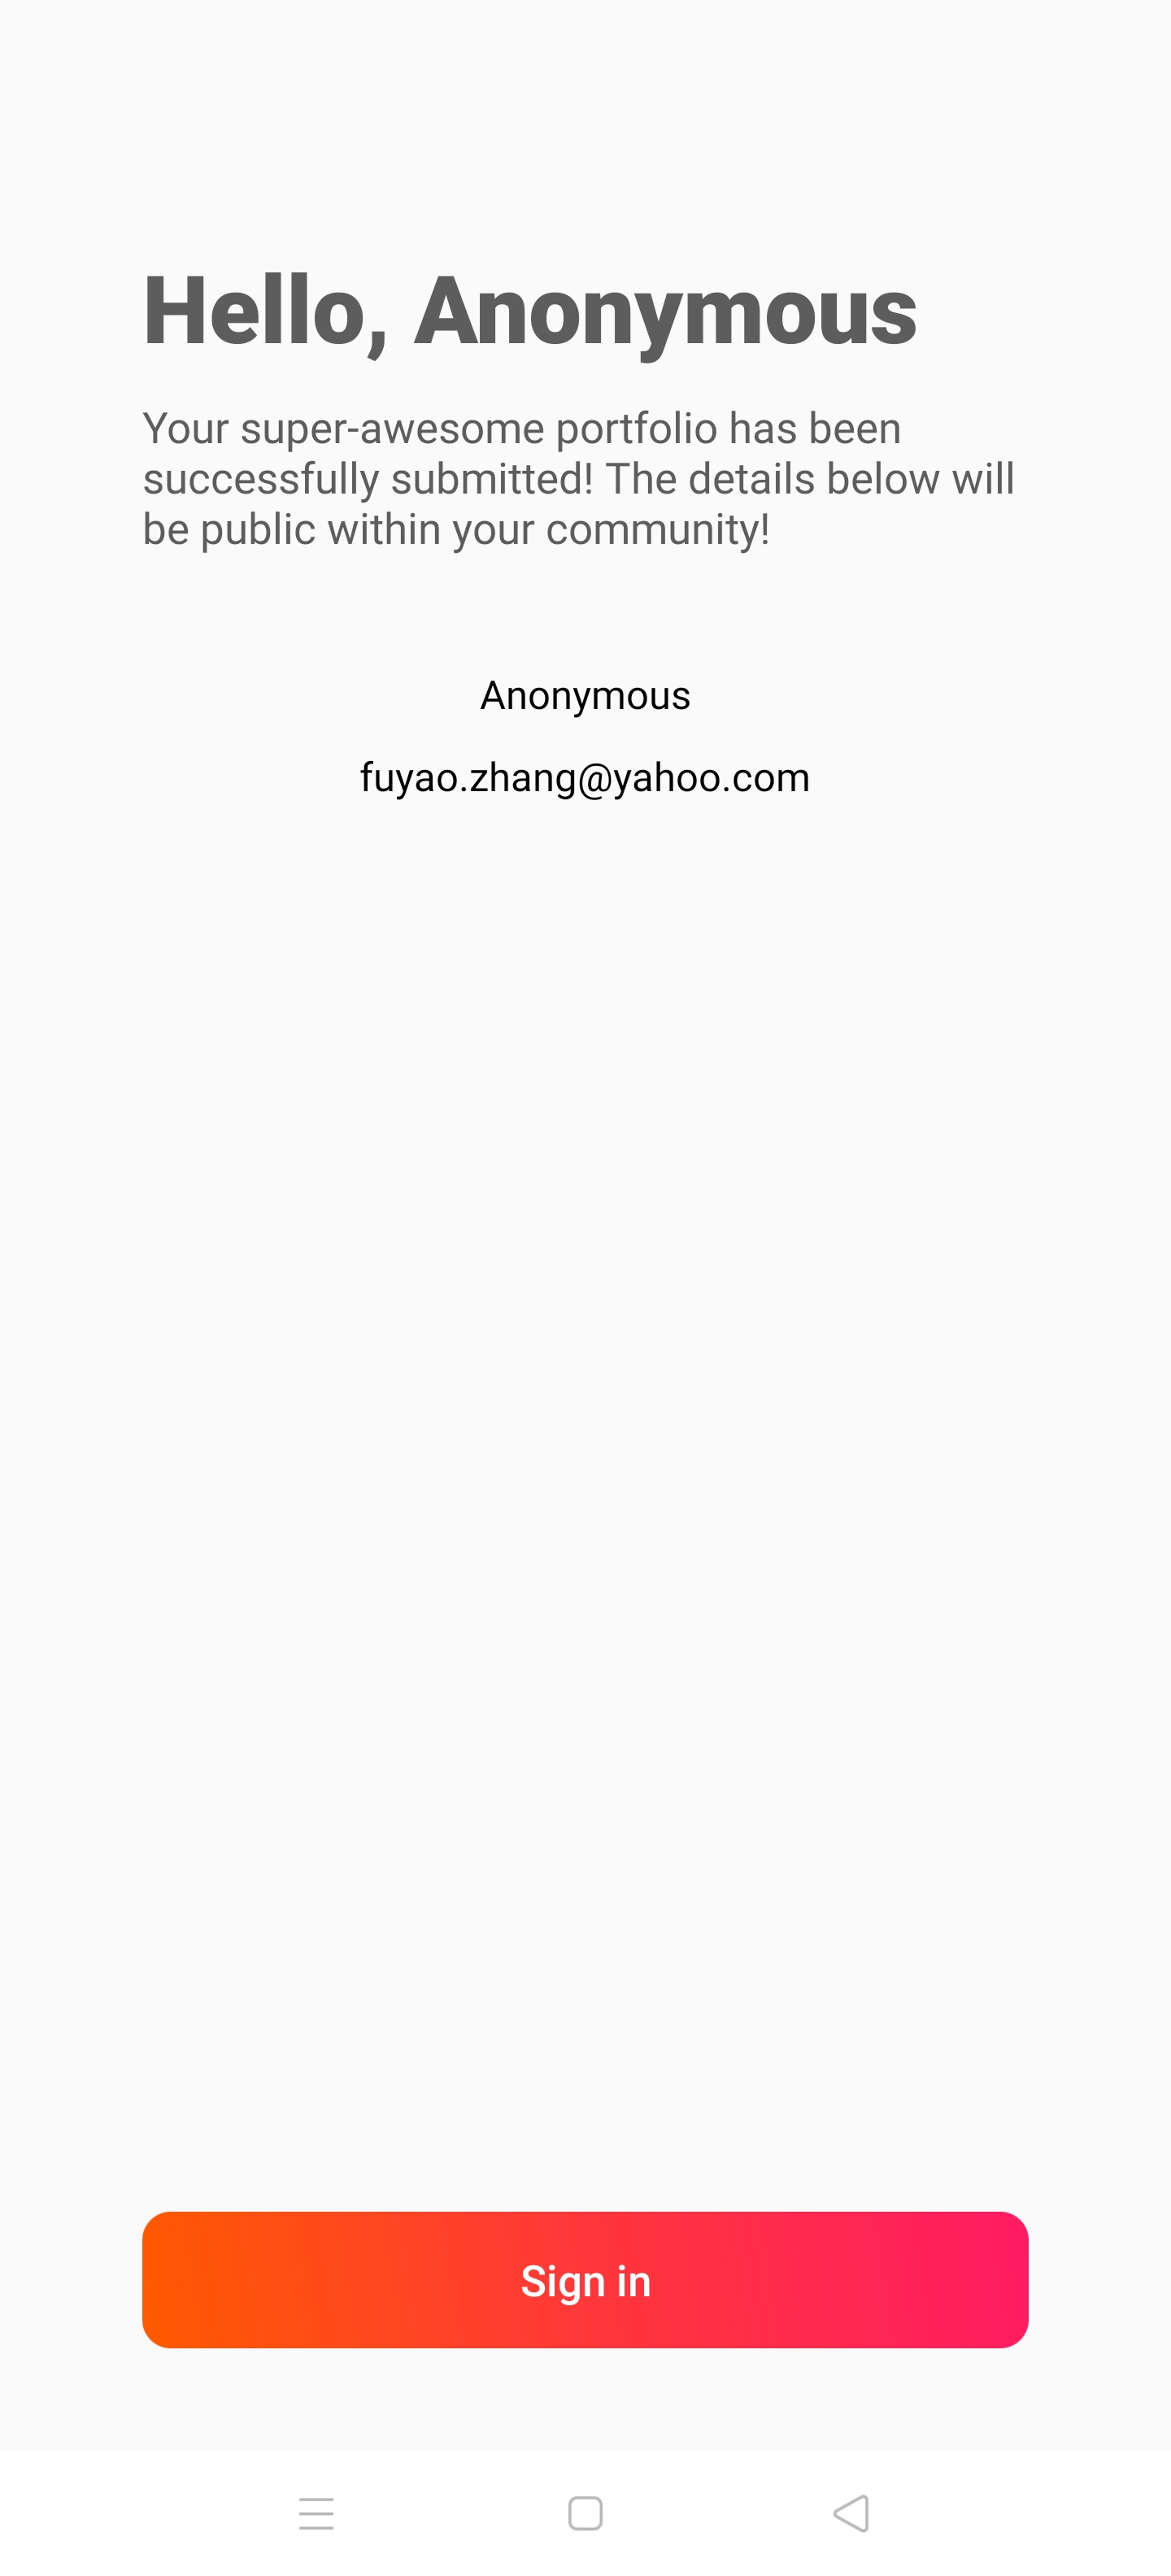 Hello, Anonymous
Your super-awesome portfolio has been
successfully submitted! The details below will
be public within your community!
Anonymous
fuyao.zhang@yahoo.com
Sign in